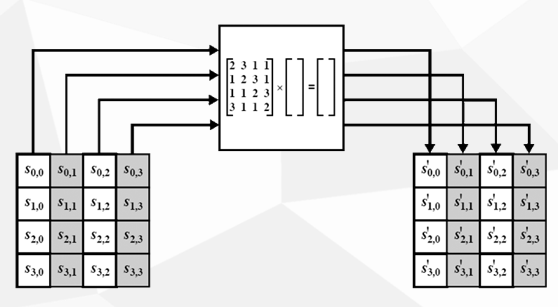 2 3 1 1
1 2 3 1
1 1 2 3
3 1 1 2
× =
s0,0 s0,1 s0,2 s0,3
s1,0 s1,1 s1,2 s1,3
s2,0 s2,1 s2,2 s2,3
s3,0 s3,1 s3,2 s3,3
s'0,0 s'0,1 s'0,2 s'0,3
s'1,0 s'1,1 s'1,2 s'1,3
s'2,0 s'2,1 s'2,2 s'2,3
s'3,0 s'3,1 s'3,2 s'3,3